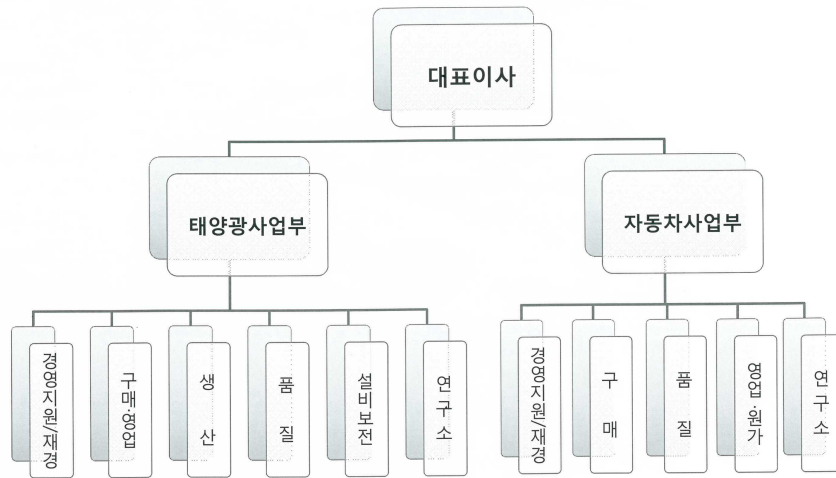 대표이사
태양광사업부
자동차사업부
경영지원/재경
구매·영업
생산
품질
설비보전
연구소
경영지원/재경
구매
품질
영업·원가
연구소